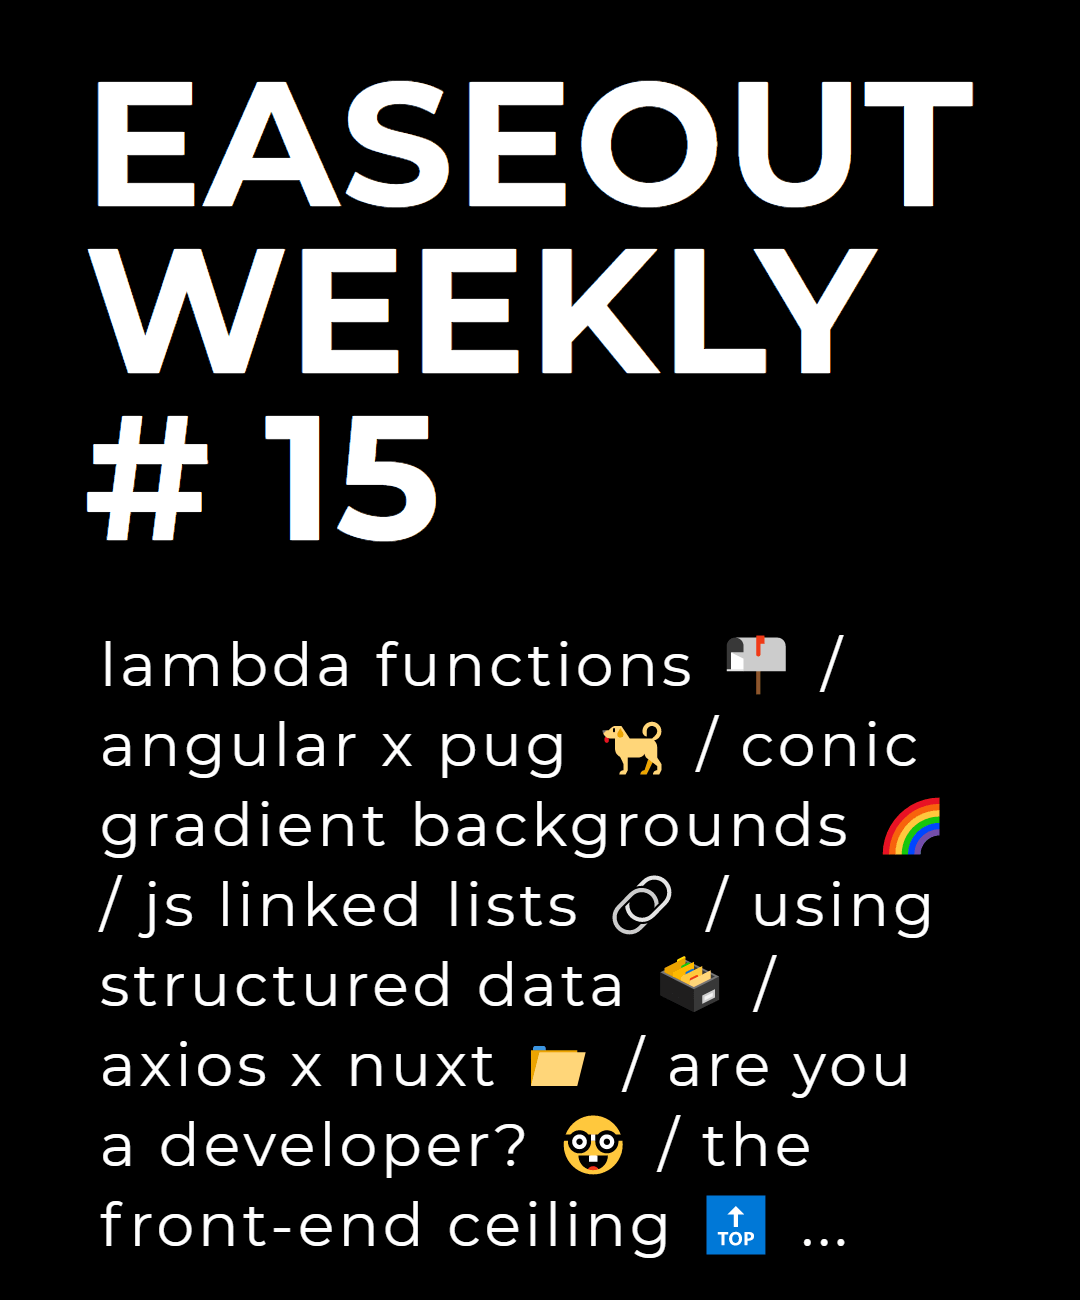 EASEOUT
WEEKLY
# 15
lambda functions 📬 /
angular x pug 🐕 / conic
gradient backgrounds 🌈
/ js linked lists 🔗 / using
structured data 🗃️ /
axios x nuxt 📂 / are you
a developer? 🤓 / the
front-end ceiling 🔝 ...